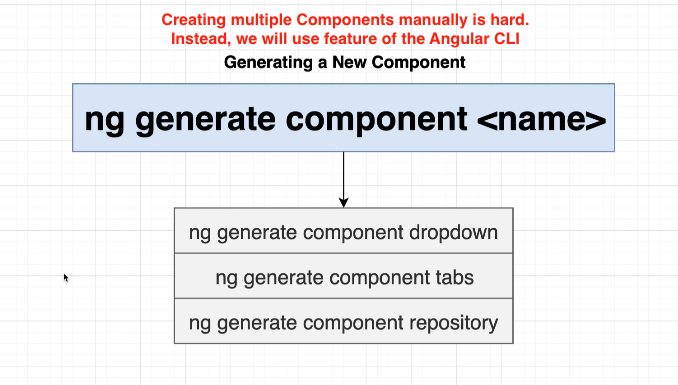 Creating multiple Components manually is hard.
Instead, we will use feature of the Angular CLI
Generating a New Component
ng generate component <name>
ng generate component dropdown
ng generate component tabs
ng generate component repository